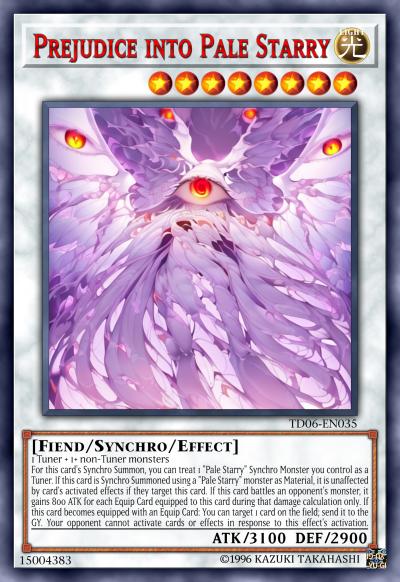 PREJUDICE INTO PALE STARRY
LIGHT
光
TD06-EN035
[FIEND/SYNCHRO/EFFECT]
1 Tuner + 1+ non-Tuner monsters
For this card's Synchro Summon, you can treat 1 "Pale Starry" Synchro Monster you control as a
Tuner. If this card is Synchro Summoned using a "Pale Starry" monster as Material, it is unaffected
by card's activated effects if they target this card. If this card battles an opponent's monster, it
gains 800 ATK for each Equip Card equipped to this card during that damage calculation only. If
this card becomes equipped with an Equip Card: You can target 1 card on the field; send it to the
GY. Your opponent cannot activate cards or effects in response to this effect's activation.
ATK/3100 DEF/2900
15004383
©1996 KAZUKI TAKAHASHI